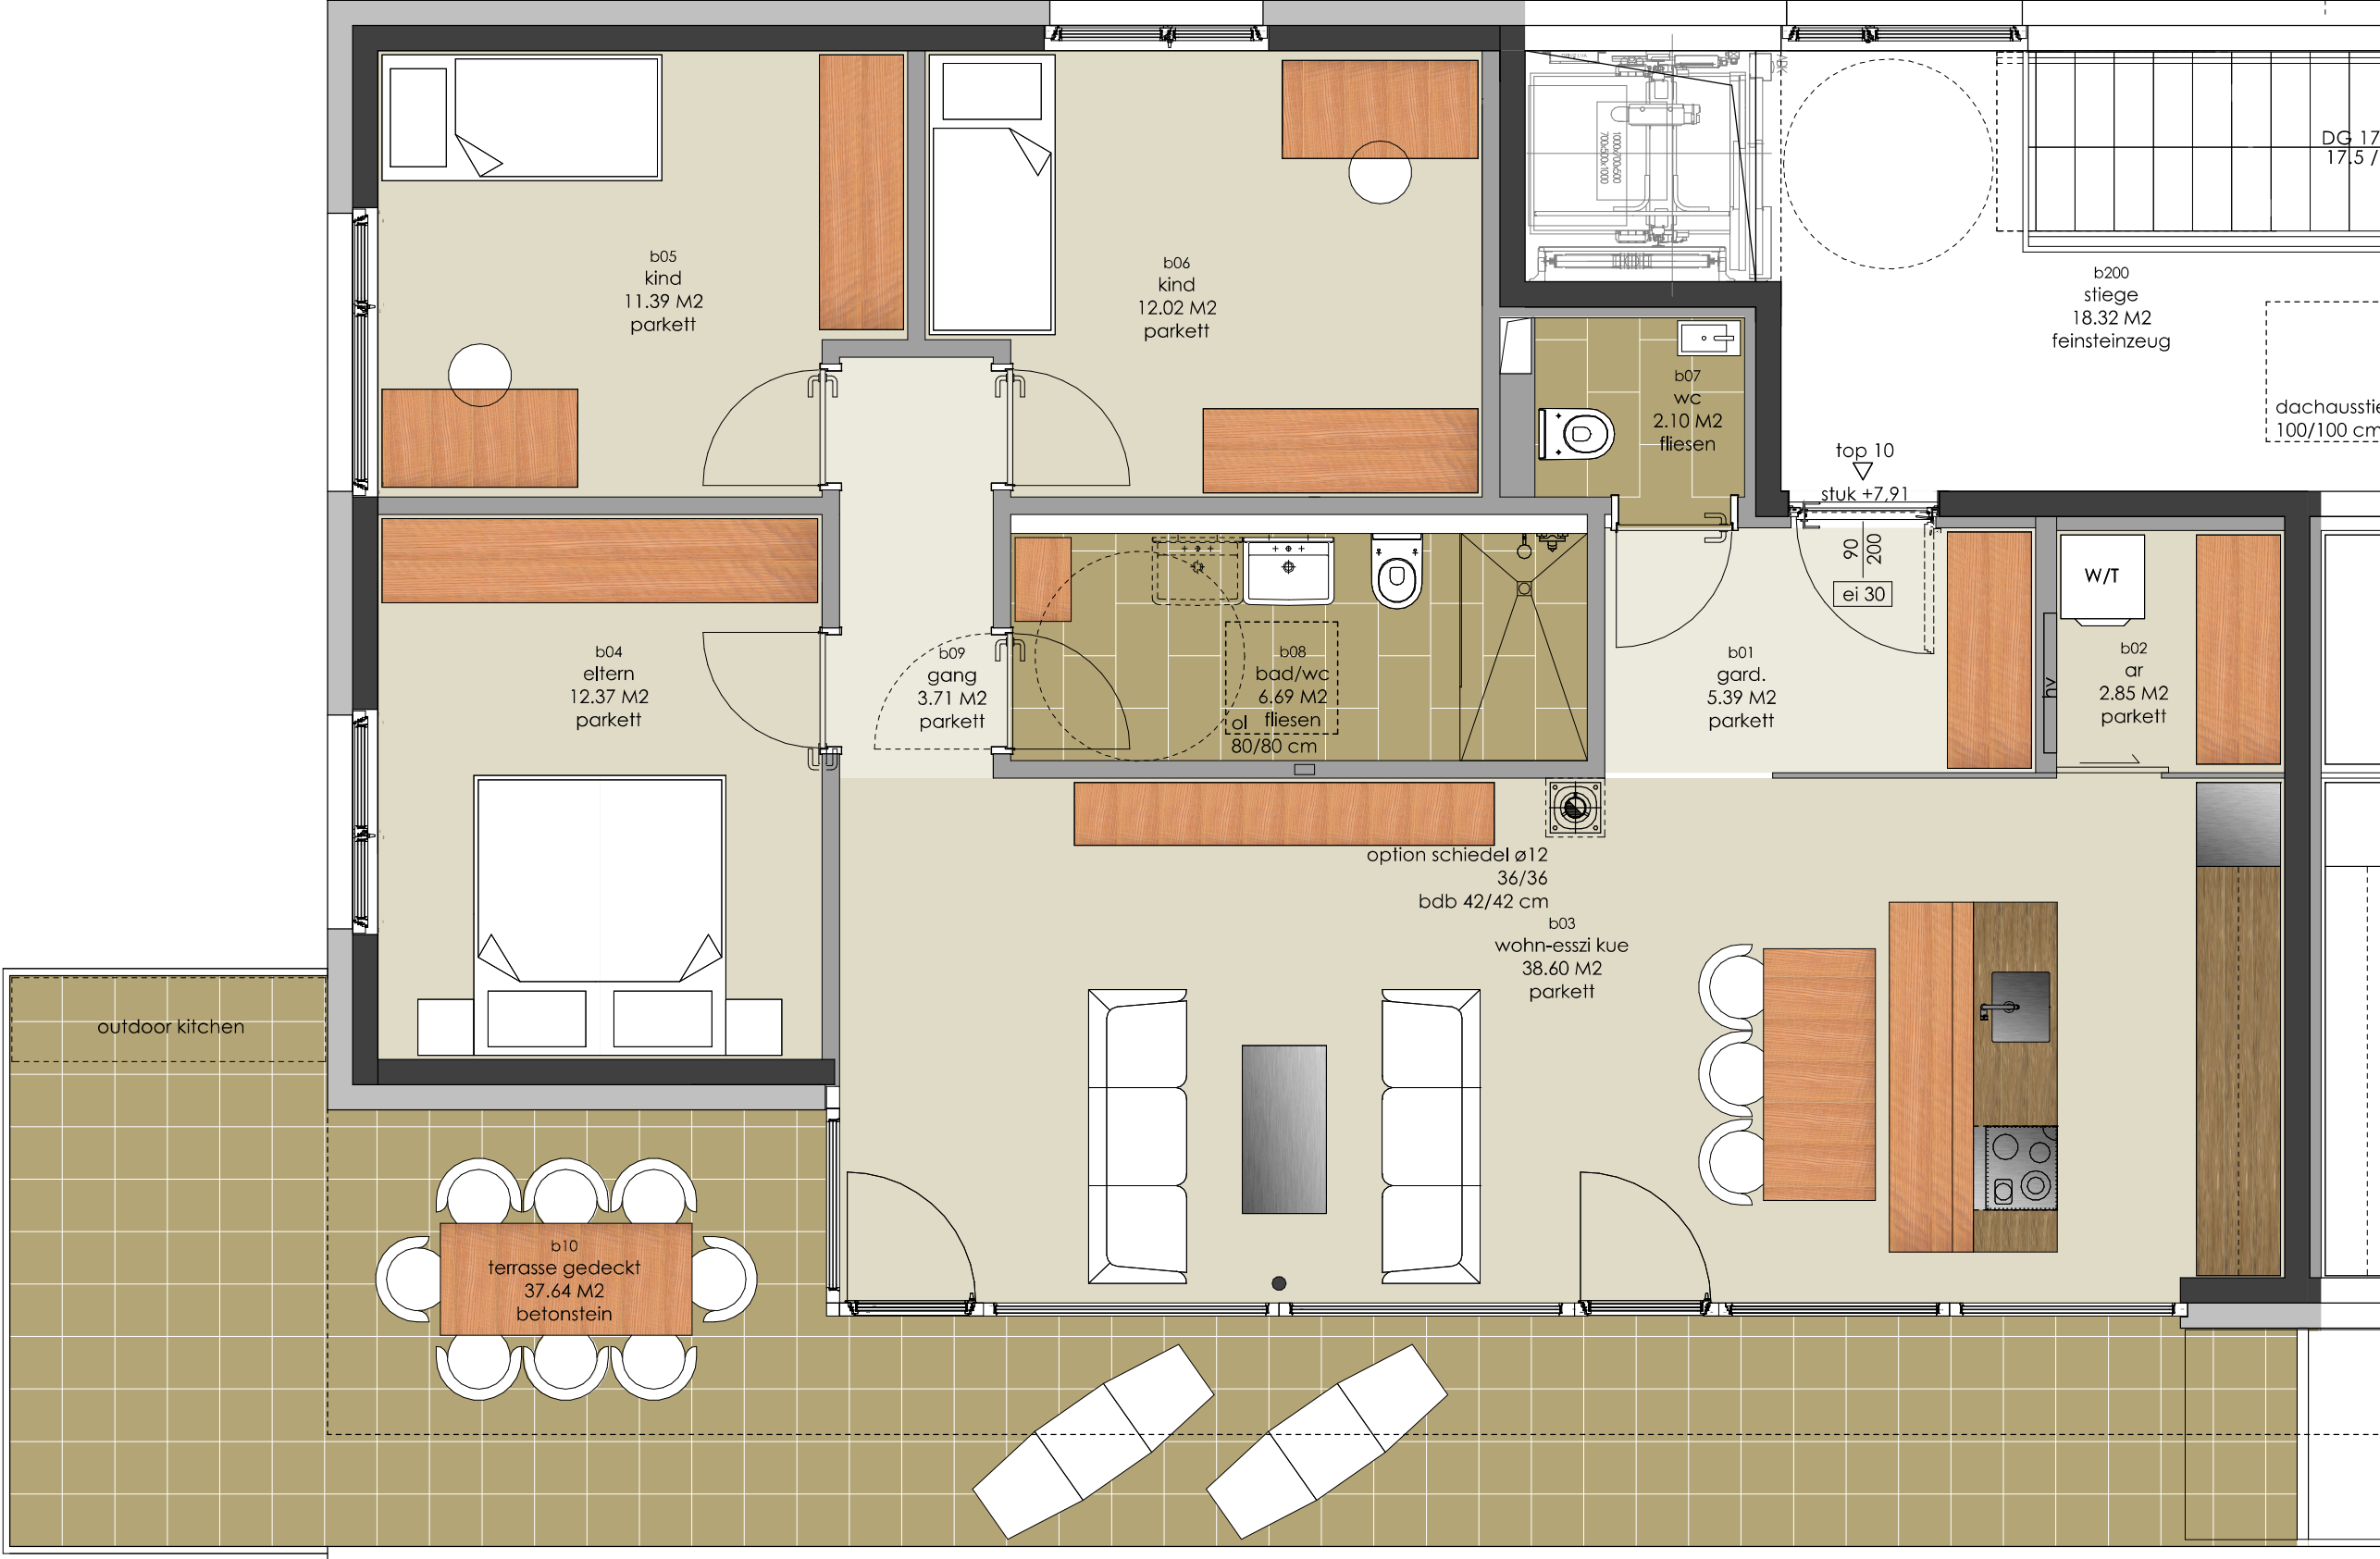 b05
kind
11.39 M2
parkett
b06
kind
12.02 M2
parkett
1000x700x500
700x500x1000
DG 17
17.5 /
b200
stiege
18.32 M2
feinsteinzeug
dachausstie
100/100 cm
b07
wc
2.10 M2
fliesen
top 10
stuk +7,91
90
200
ei 30
W/T
b04
eltern
12.37 M2
parkett
b09
gang
3.71 M2
parkett
b08
bad/wc
6.69 M2
fliesen
ol
80/80 cm
b01
gard.
5.39 M2
parkett
hv
b02
ar
2.85 M2
parkett
option schiedel ø12
36/36
bdb 42/42 cm
b03
wohn-esszi kue
38.60 M2
parkett
outdoor kitchen
b10
terrasse gedeckt
37.64 M2
betonstein